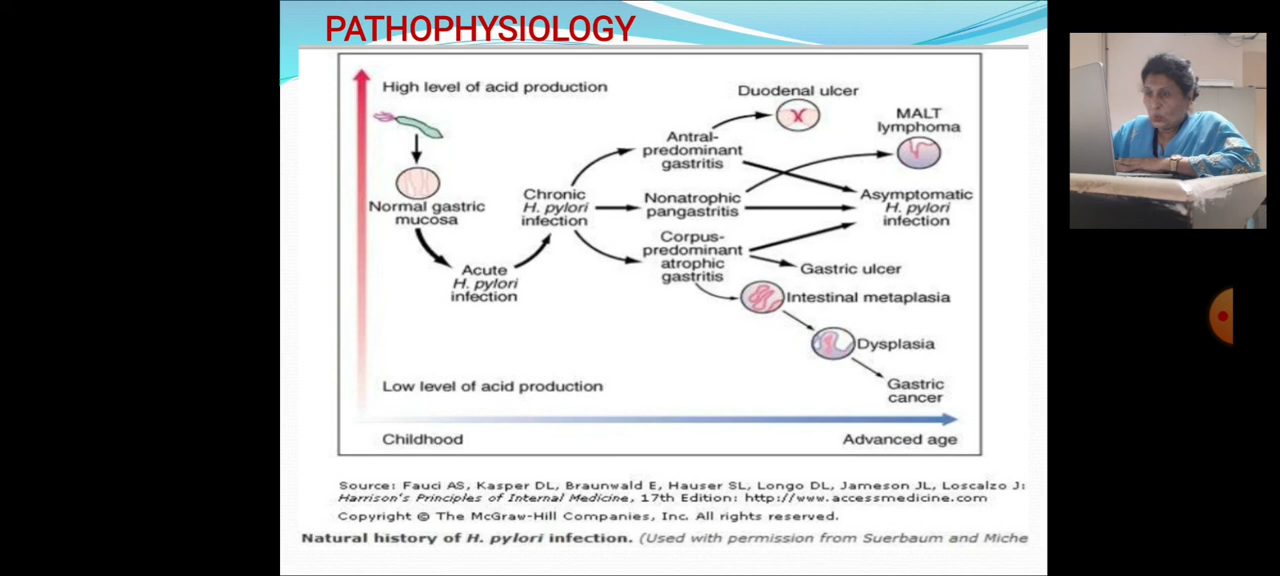 PATHOPHYSIOLOGY
High level of acid production
Duodenal ulcer
MALT
lymphoma
Antral-
predominant
gastritis
Normal gastric
mucosa
Chronic
H. pylori
infection
Nonatrophic
pangastritis
Asymptomatic
H. pylori
infection
Corpus-
predominant
atrophic
gastritis
Acute
H. pylori
infection
Gastric ulcer
Intestinal metaplasia
Dysplasia
Gastric
cancer
Low level of acid production
Childhood
Advanced age
Source: Fauci AS, Kasper DL, Braunwald E, Hauser SL, Longo DL, Jameson JL, Loscalzo J:
Harrison's Principles of Internal Medicine, 17th Edition: http://www.accessmedicine.com
Copyright © The McGraw-Hill Companies, Inc. All rights reserved.
Natural history of H. pylori infection. (Used with permission from Suerbaum and Miche